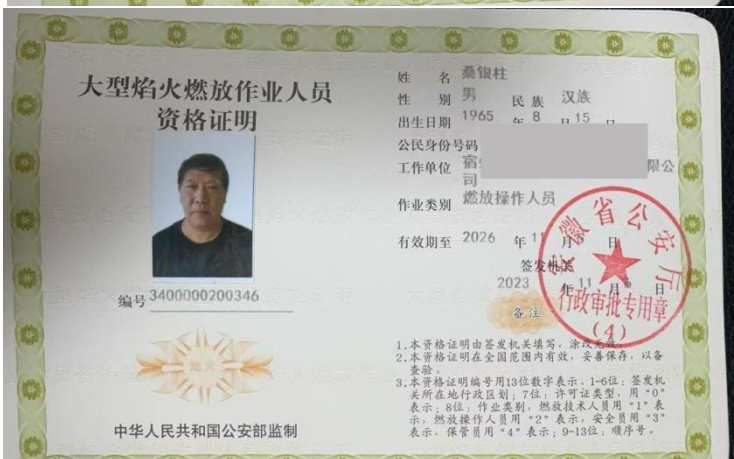 大型焰火燃放作业人员
资格证明
编号 3400000200346
焰火
中华人民共和国公安部监制
姓 名 桑银柱
性 别 男 民族 汉族
出生日期 1965 年 8 月 15 日
公民身份号码
工作单位 宿
限公
司
作业类别 燃放操作人员
有效期至 2026 年 11 月 日
签发机关
2023 年 11 月 日
安徽省公安厅
行政审批专用章
(4)
备注
1.本资格证明由签发机关填写,涂改无效。
2.本资格证明在全国范围内有效,妥善保存,以备
查验。
3.本资格证明编号用13位数字表示,1-6位:签发机
关所在地行政区划;7位:许可证类型,用"0"
表示;8位:作业类别,燃放技术人员用"1"表
示,燃放操作人员用"2"表示,安全员用"3"
表示,保管员用"4"表示;9-13位:顺序号。